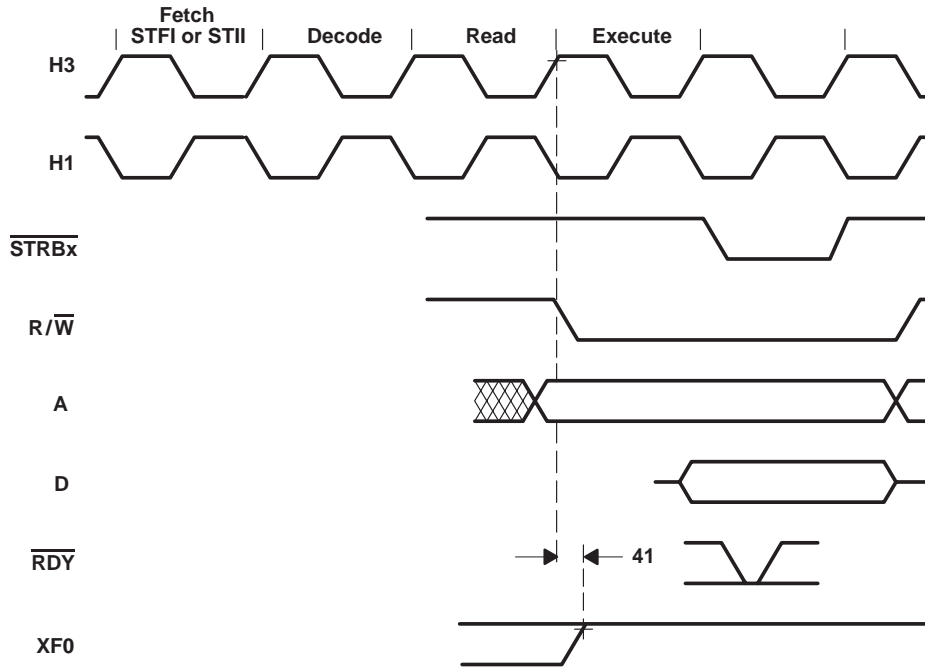 Fetch
STFI or STII
Decode
Read
Execute
H3
H1
STRBx
R/W
A
D
RDY
41
XF0